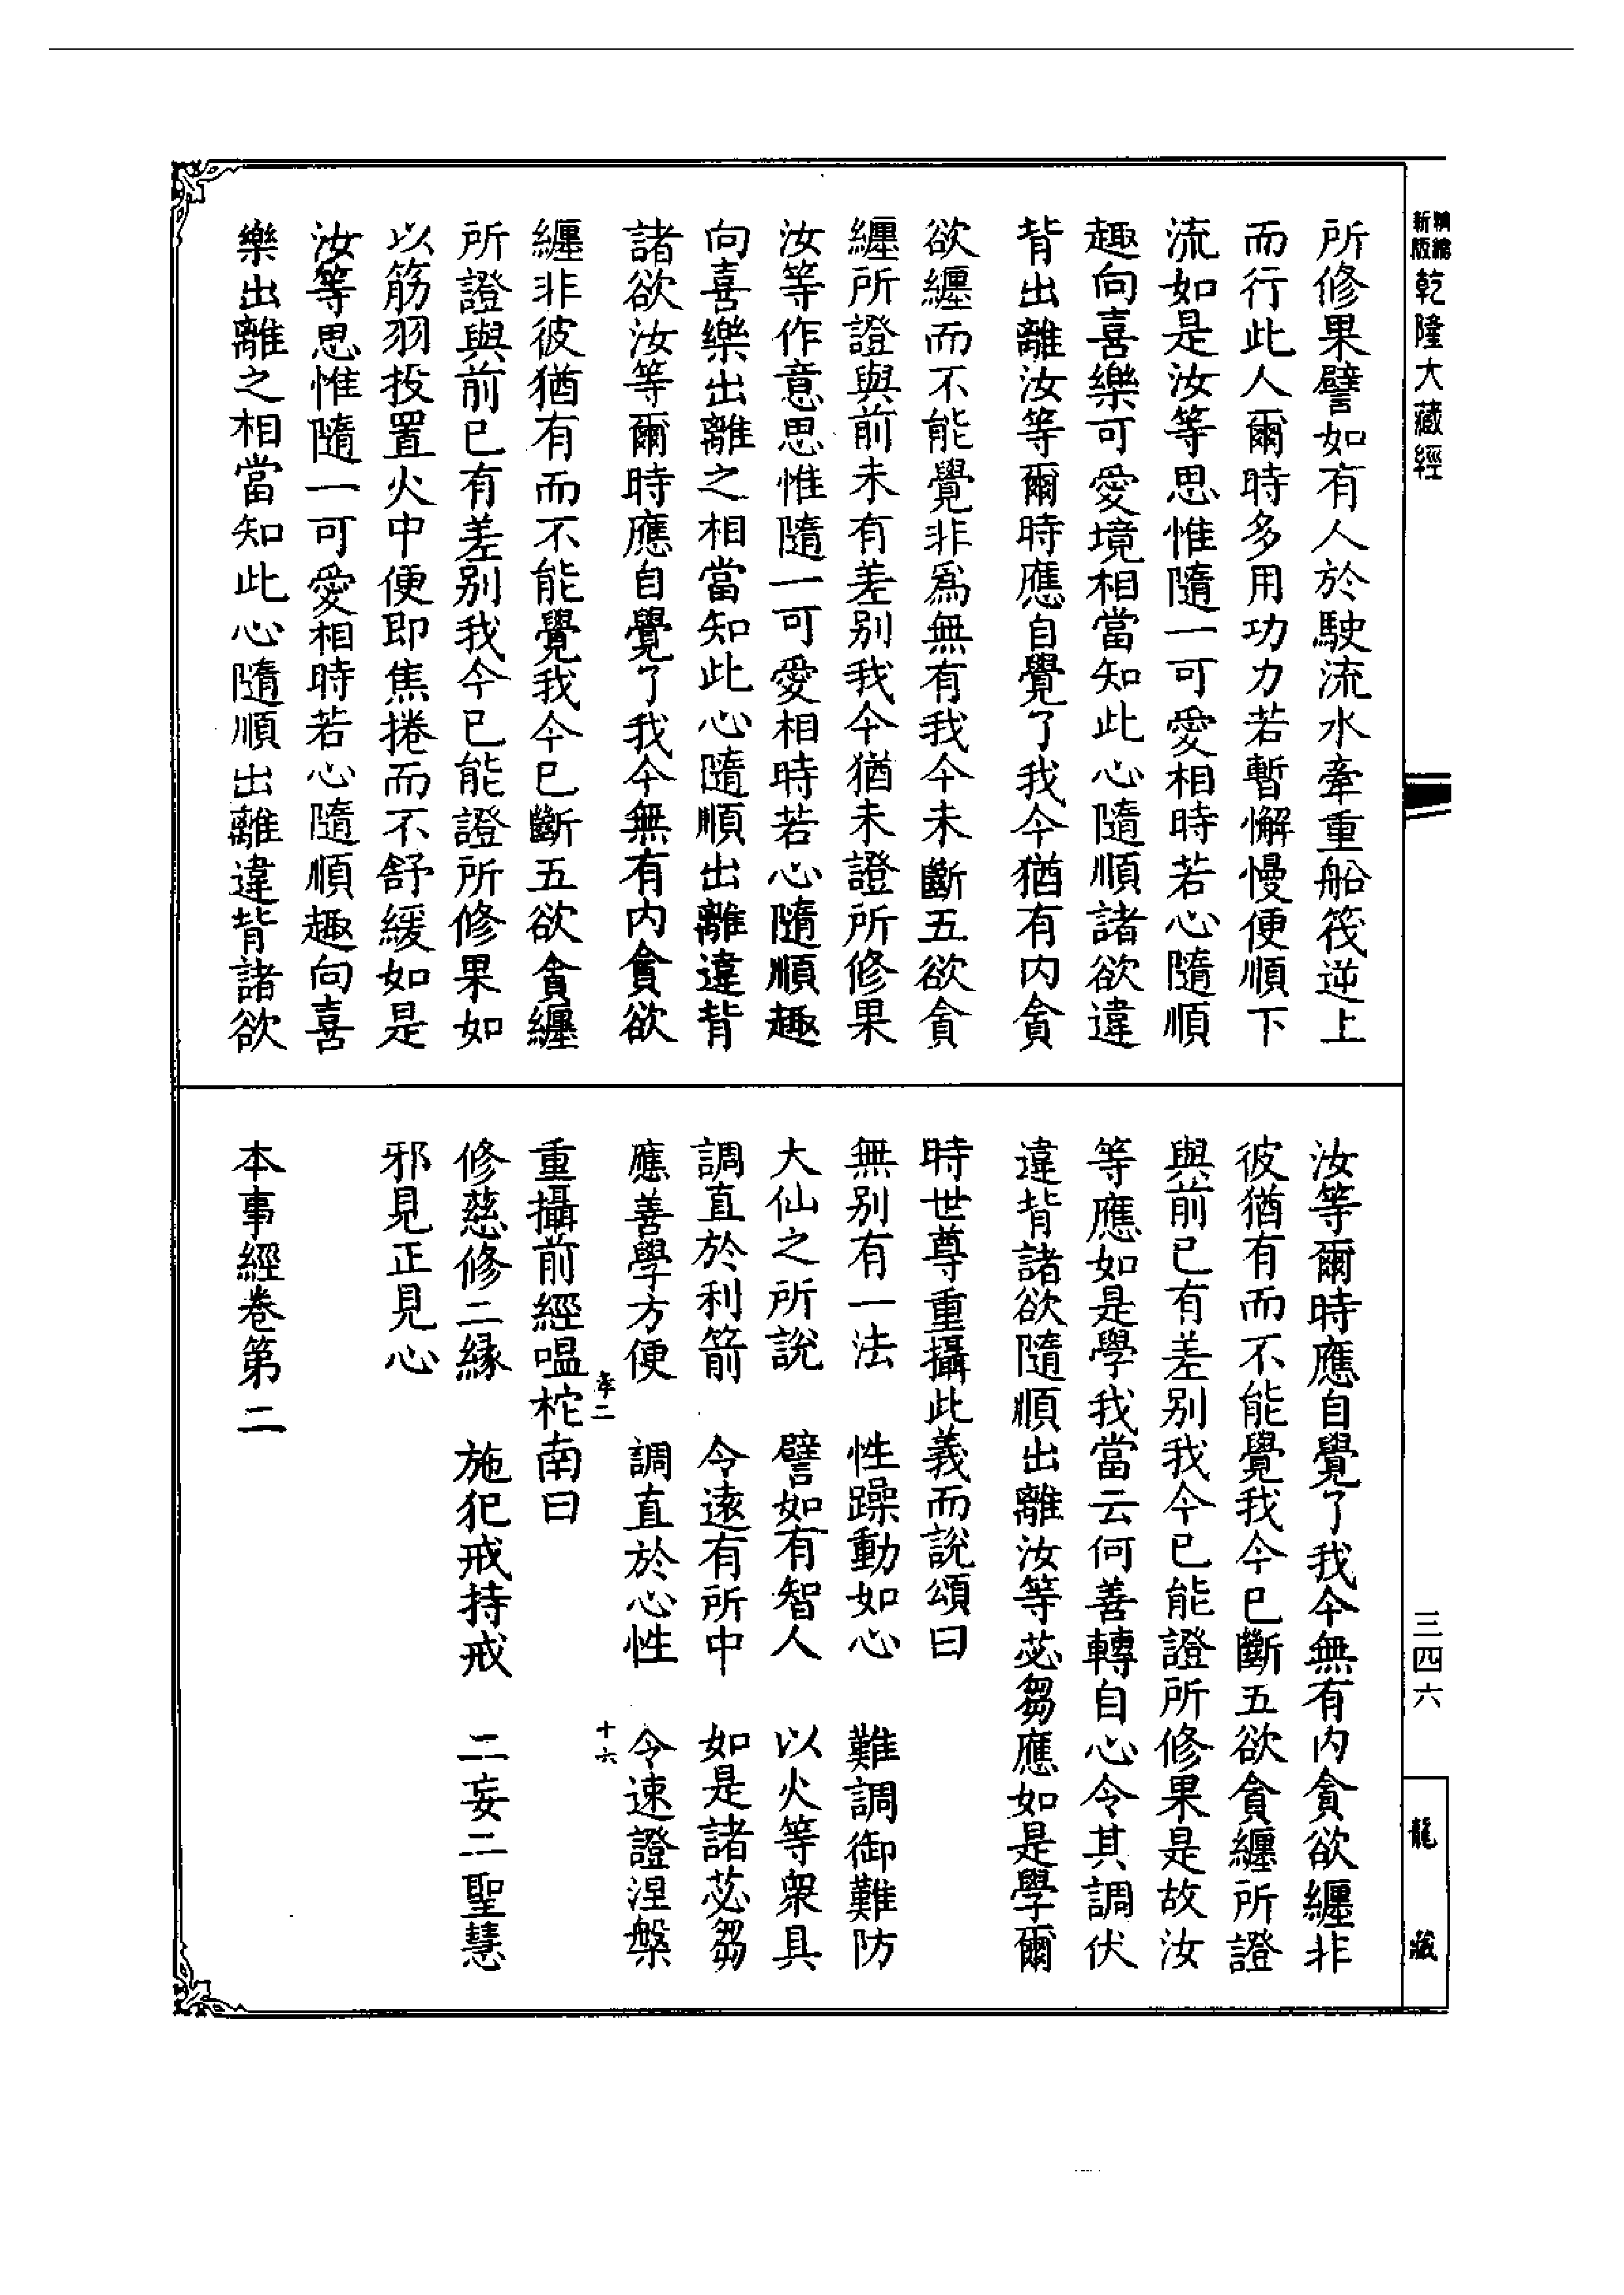 新版
精縮
乾隆大藏經
三四六
龍藏
所修果譬如有人於駛流水牽重船筏逆上
而行此人爾時多用功力若暫懈慢便順下
流如是汝等思惟隨一可愛相時若心隨順
趣向喜樂可愛境相當知此心隨順諸欲違
背出離汝等爾時應自覺了我今猶有内貪
欲纏而不能覺非爲無有我今未斷五欲貪
纏所證與前未有差别我今猶未證所修果
汝等作意思惟隨一可愛相時若心隨順趣
向喜樂出離之相當知此心隨順出離違背
諸欲汝等爾時應自覺了我今無有内貪欲
纏非彼猶有而不能覺我今已斷五欲貪纏
所證與前已有差别我今已能證所修果如
以筋羽投置火中便即焦捲而不舒緩如是
汝等思惟隨一可愛相時若心隨順趣向喜
樂出離之相當知此心隨順出離違背諸欲
汝等爾時應自覺了我今無有内貪欲纏非
彼猶有而不能覺我今已斷五欲貪纏所證
與前已有差别我今已能證所修果是故汝
等應如是學我當云何善轉自心令其調伏
違背諸欲隨順出離汝等苾芻應如是學爾
時世尊重攝此義而說頌曰
無别有一法　性躁動如心　難調御難防
大仙之所說　譬如有智人　以火等衆具
調直於利箭　令遠有所中　如是諸苾芻
應善學方便　調直於心性　令速證涅槃
孝二　十六
重攝前經嗢柁南曰
修慈修二緣　施犯戒持戒　二妄二聖慧
邪見正見心
本事經卷第二